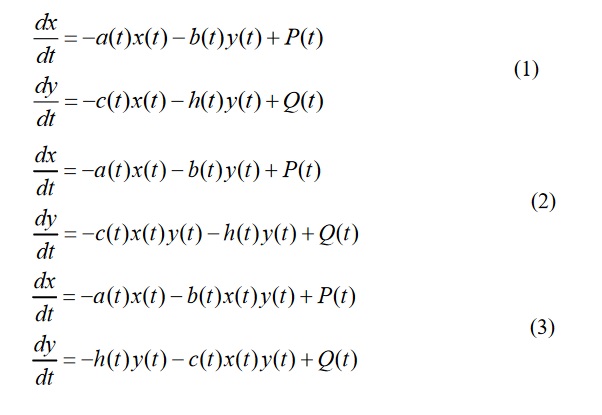 dx/dt = −a(t)x(t) − b(t)y(t) + P(t)
(1)
dy/dt = −c(t)x(t) − h(t)y(t) + Q(t)
dx/dt = −a(t)x(t) − b(t)y(t) + P(t)
(2)
dy/dt = −c(t)x(t)y(t) − h(t)y(t) + Q(t)
dx/dt = −a(t)x(t) − b(t)x(t)y(t) + P(t)
(3)
dy/dt = −h(t)y(t) − c(t)x(t)y(t) + Q(t)